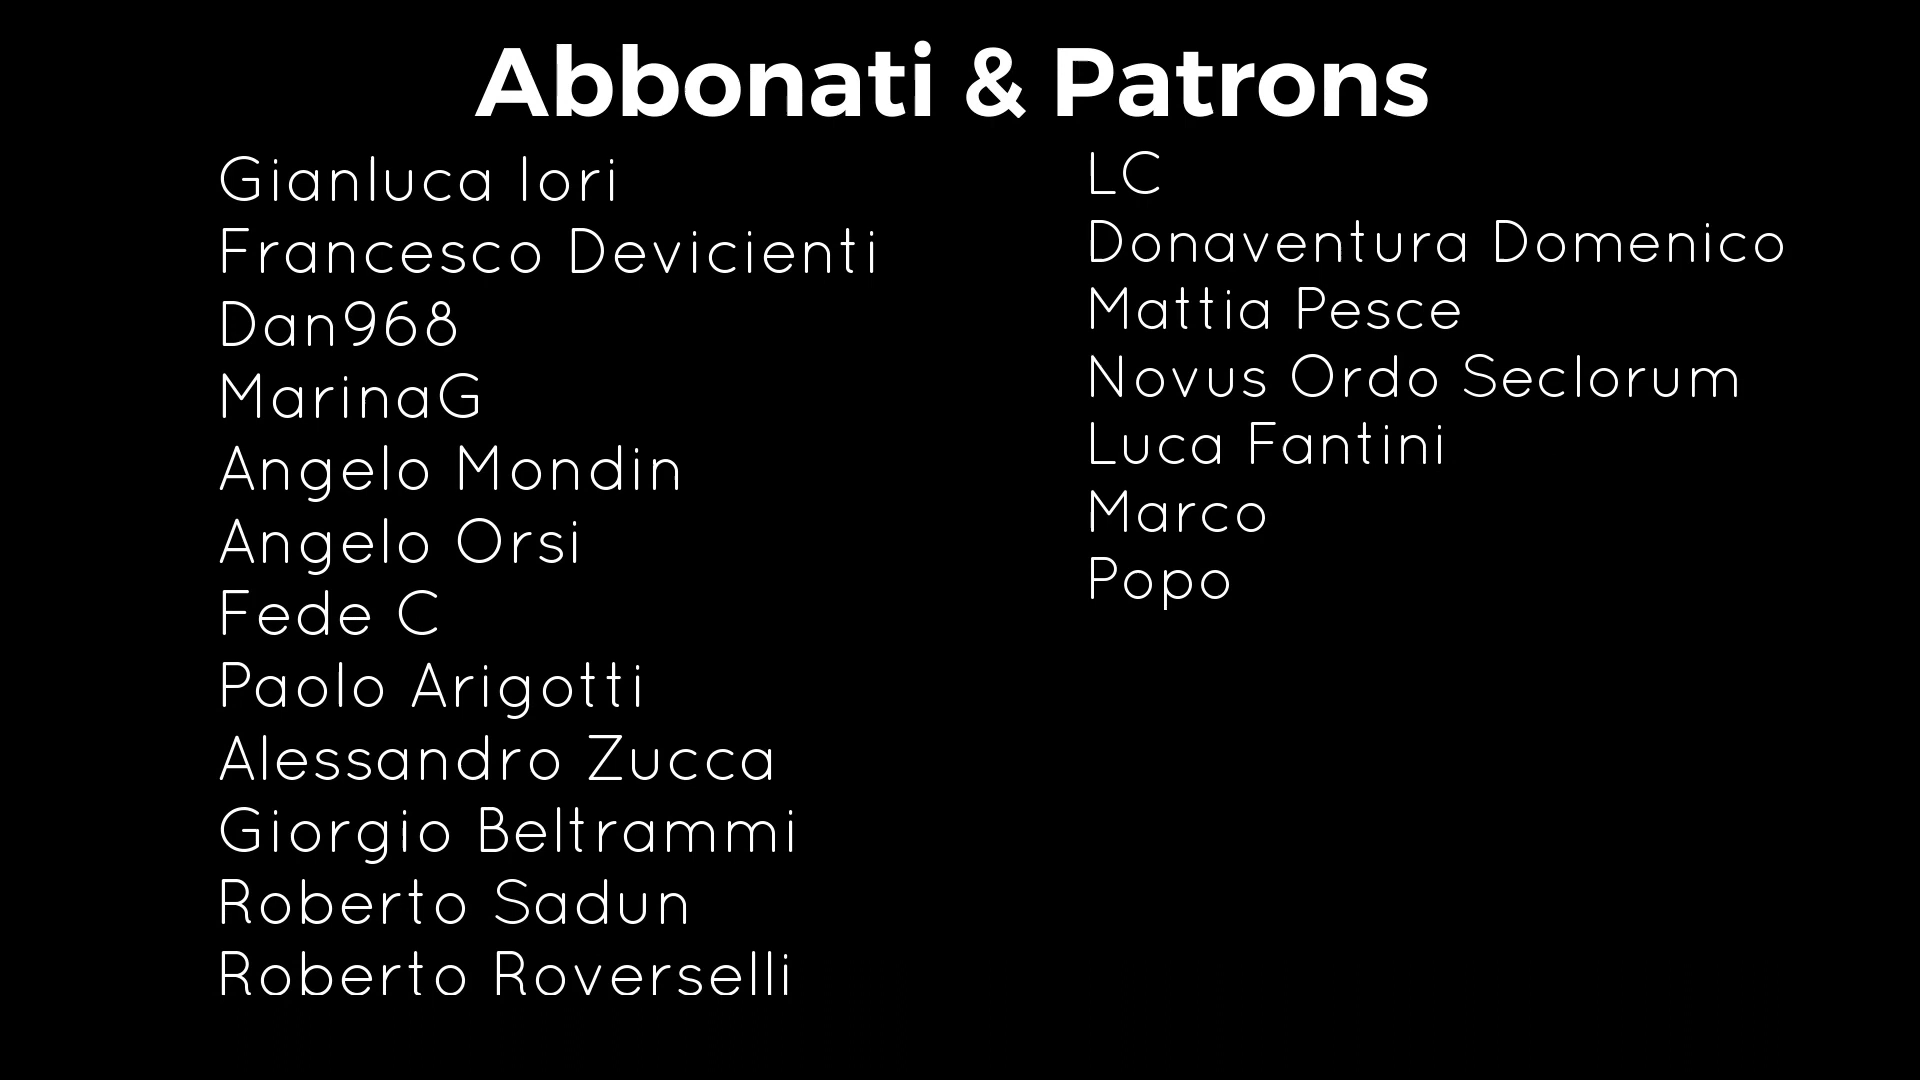 Abbonati & Patrons
Gianluca Iori
Francesco Devicienti
Dan968
MarinaG
Angelo Mondin
Angelo Orsi
Fede C
Paolo Arigotti
Alessandro Zucca
Giorgio Beltrammi
Roberto Sadun
Roberto Roverselli
LC
Donaventura Domenico
Mattia Pesce
Novus Ordo Seclorum
Luca Fantini
Marco
Popo